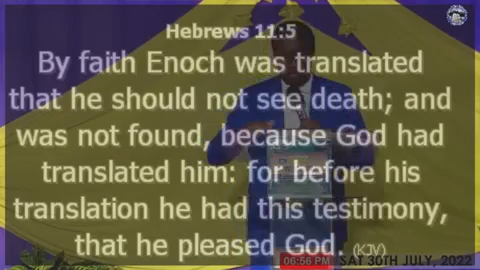 Hebrews 11:5
By faith Enoch was translated
that he should not see death; and
was not found, because God had
translated him: for before his
translation he had this testimony,
that he pleased God. (KJV)
06:56 PM SAT 30TH JULY, 2022